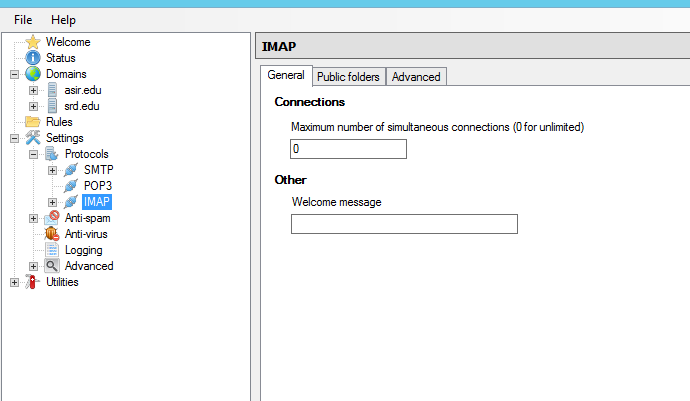 File Help
Welcome
Status
Domains
asir.edu
srd.edu
Rules
Settings
Protocols
SMTP
POP3
IMAP
Anti-spam
Anti-virus
Logging
Advanced
Utilities
IMAP
General Public folders Advanced
Connections
Maximum number of simultaneous connections (0 for unlimited)
0
Other
Welcome message